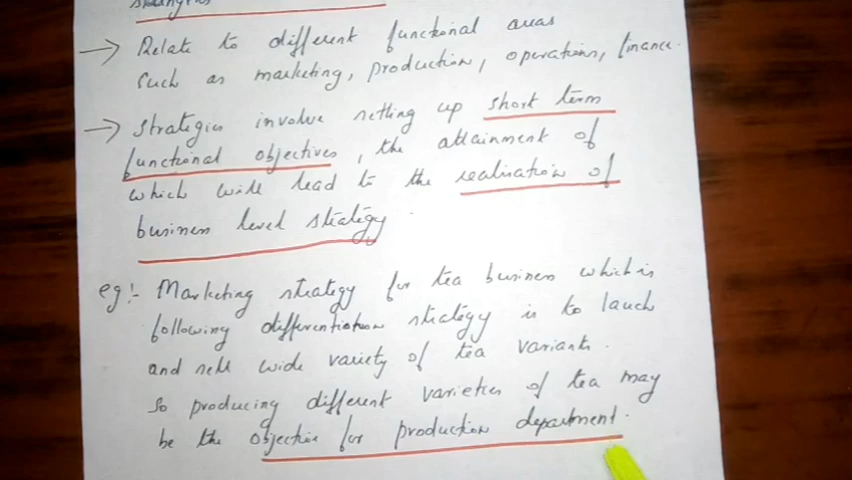 → Relate to different functional areas
such as marketing, production, operations, finance.
→ Strategies involve setting up short term
functional objectives, the attainment of
which will lead to the realisation of
business level strategy.
eg:- Marketing strategy for tea business which is
following differentiation strategy is to lauch
and sell wide variety of tea variants.
So producing different varieties of tea may
be the objective for production department.